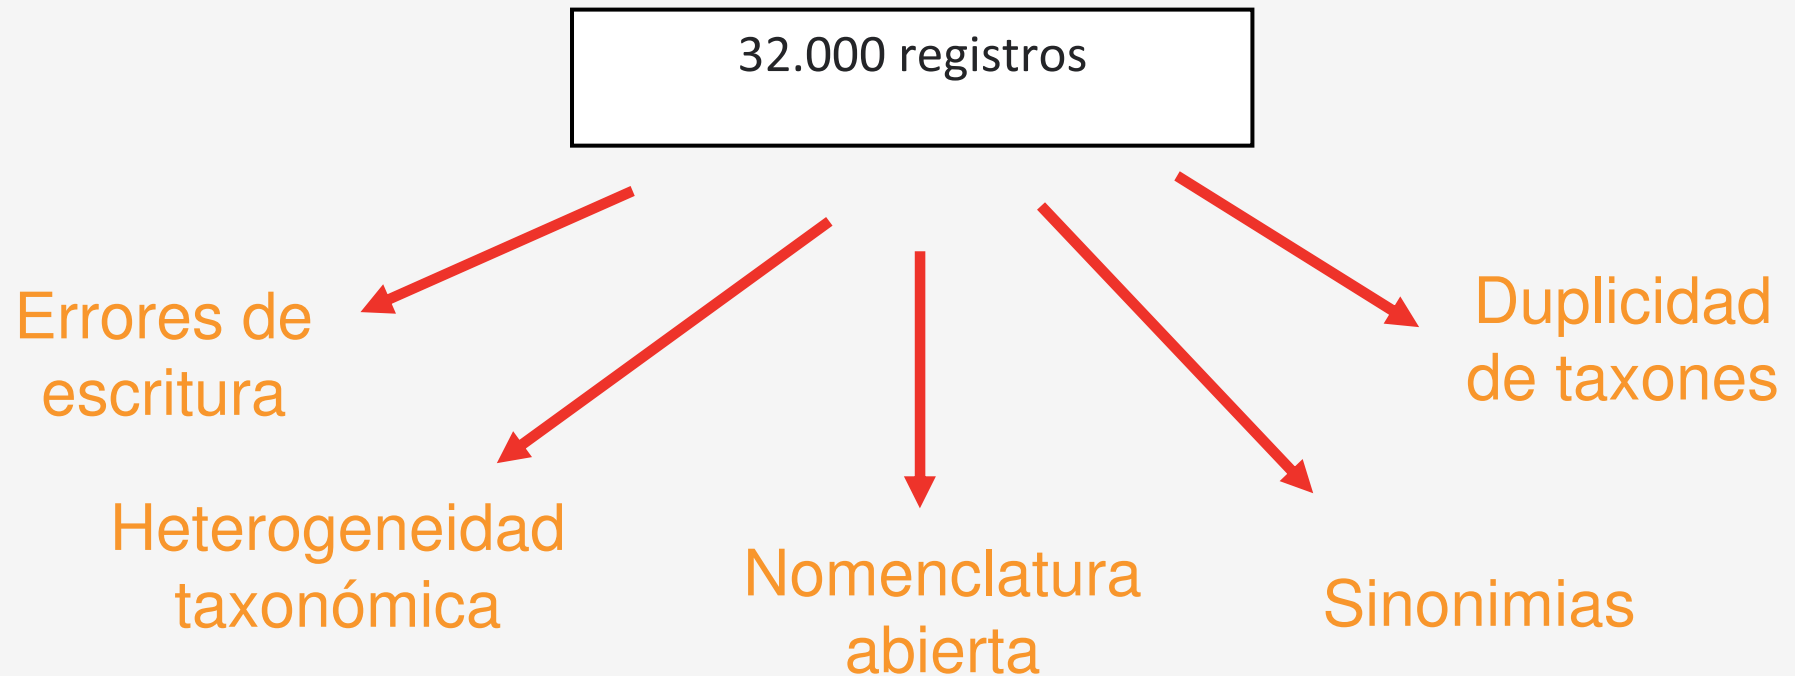 32.000 registros
Errores de
escritura
Heterogeneidad
taxonómica
Nomenclatura
abierta
Sinonimias
Duplicidad
de taxones